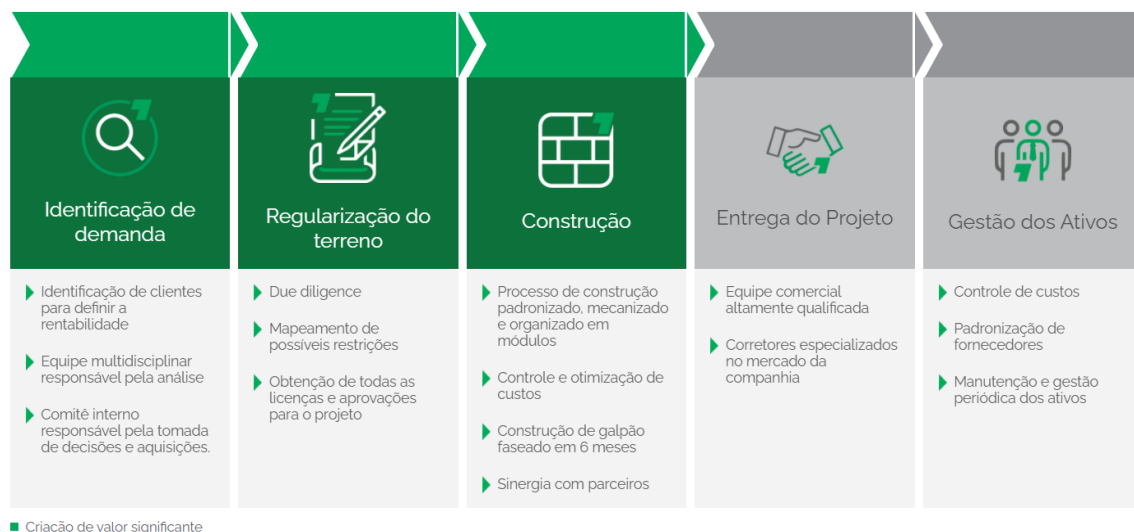 Identificação de
demanda
Identificação de clientes
para definir a
rentabilidade
Equipe multidisciplinar
responsável pela análise
Comitê interno
responsável pela tomada
de decisões e aquisições.
Regularização do
terreno
Due diligence
Mapeamento de
possíveis restrições
Obtenção de todas as
licenças e aprovações
para o projeto
Construção
Processo de construção
padronizado, mecanizado
e organizado em
módulos
Controle e otimização de
custos
Construção de galpão
faseado em 6 meses
Sinergia com parceiros
Entrega do Projeto
Equipe comercial
altamente qualificada
Corretores especializados
no mercado da
companhia
Gestão dos Ativos
Controle de custos
Padronização de
fornecedores
Manutenção e gestão
periódica dos ativos
Criação de valor significante